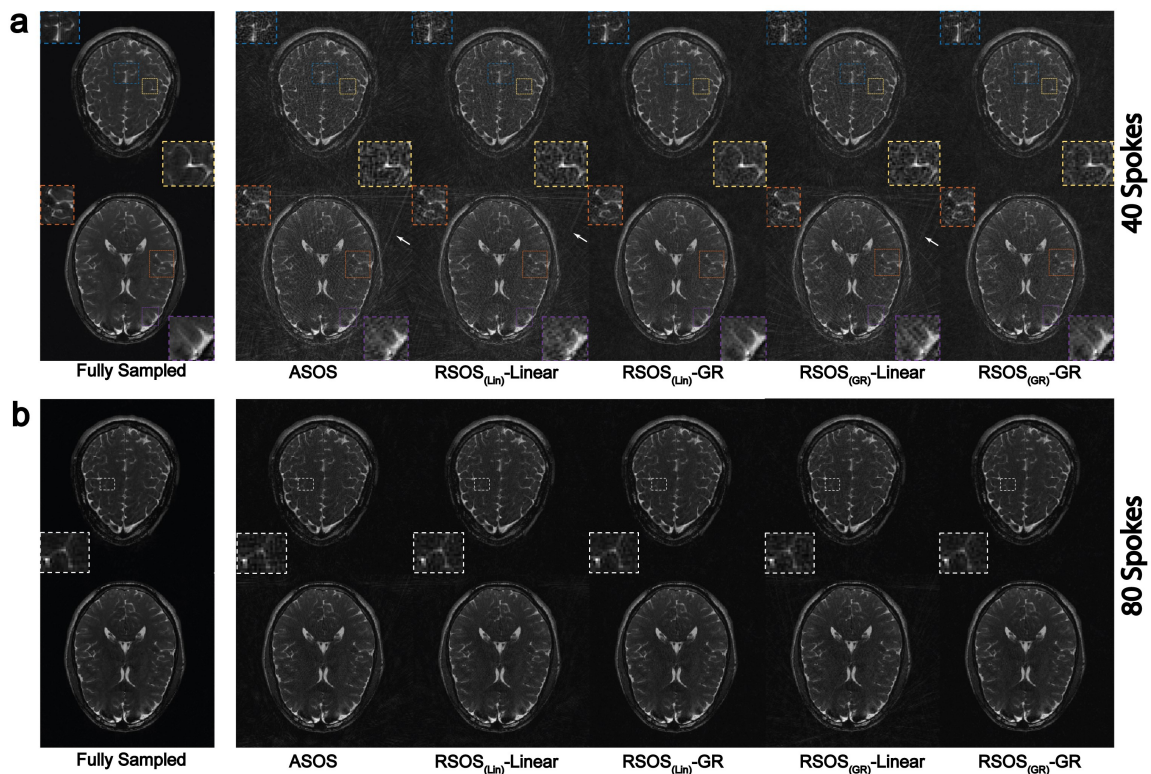 a
40 Spokes
Fully Sampled
ASOS
RSOS(Lin)-Linear
RSOS(Lin)-GR
RSOS(GR)-Linear
RSOS(GR)-GR
b
80 Spokes
Fully Sampled
ASOS
RSOS(Lin)-Linear
RSOS(Lin)-GR
RSOS(GR)-Linear
RSOS(GR)-GR